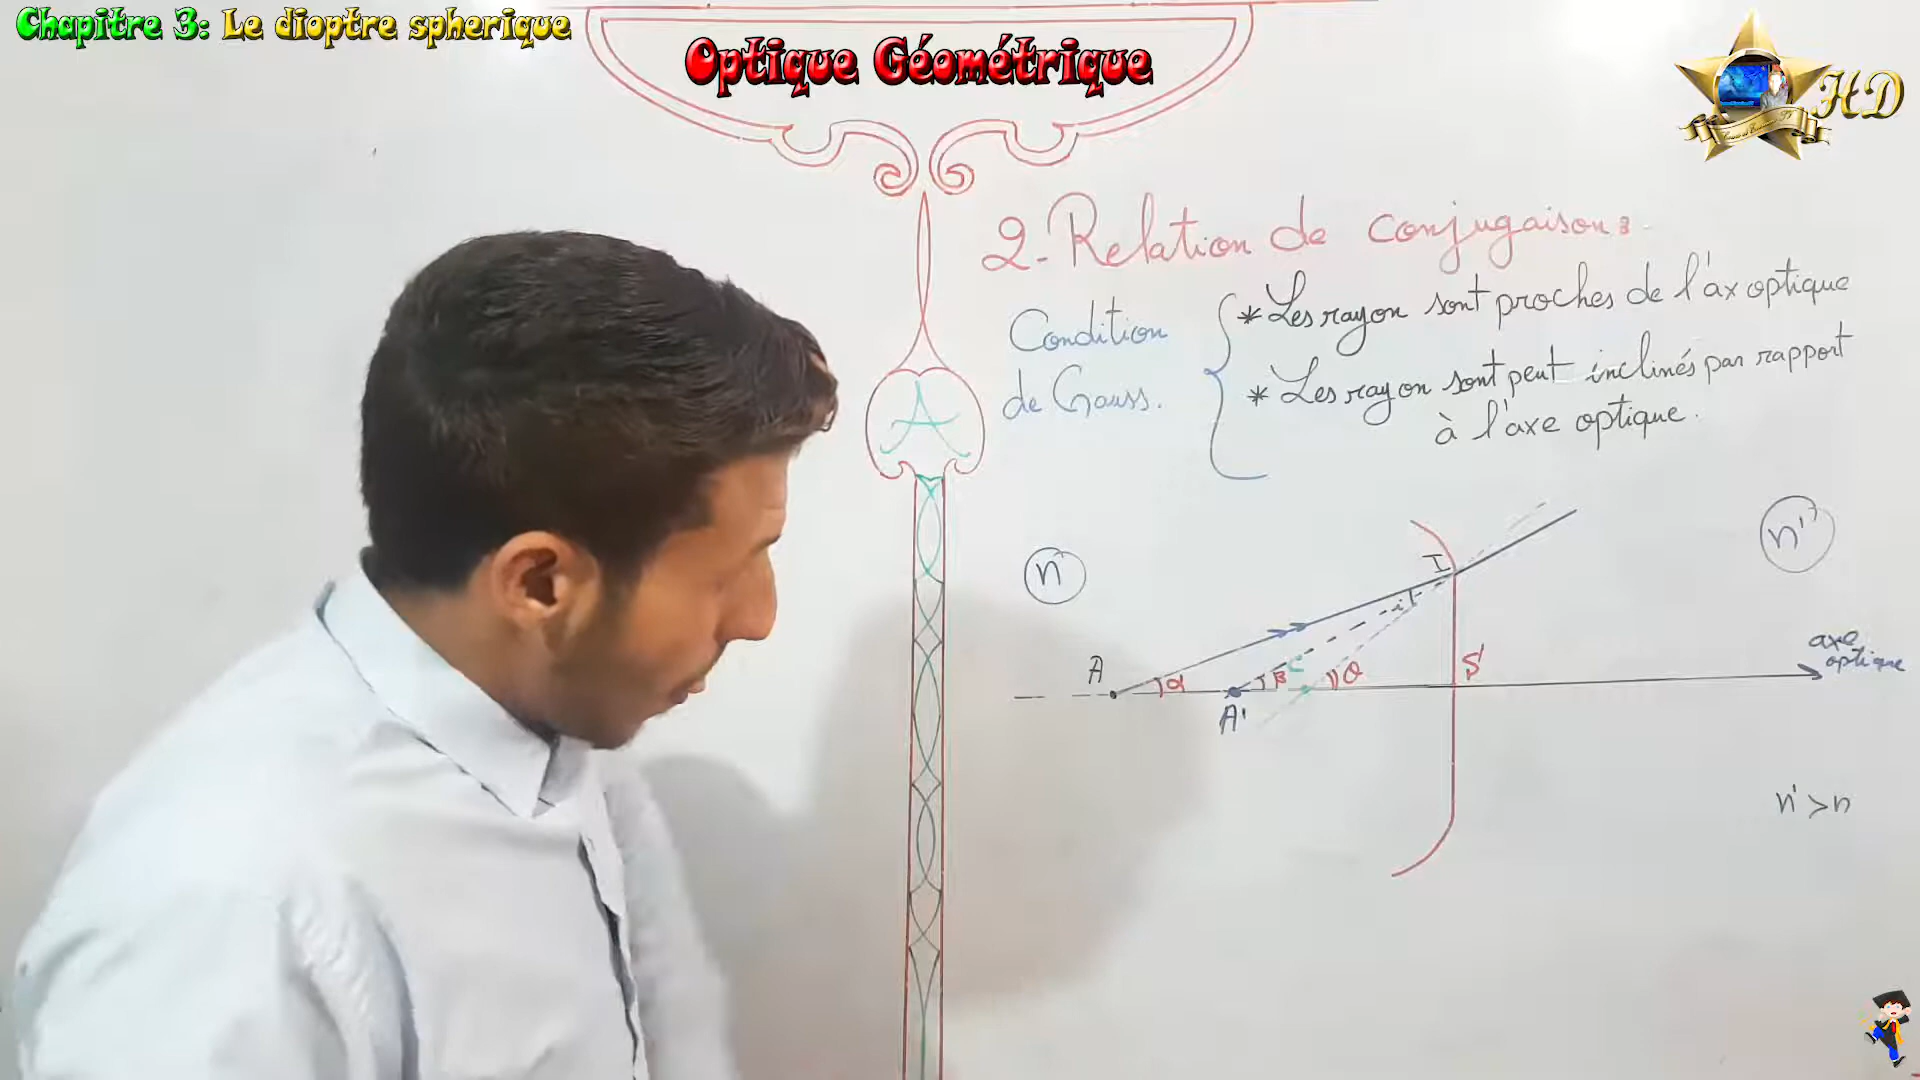 Chapitre 3: Le dioptre spherique
Optique Géométrique
HD
2-Relation de conjugaison:
Condition
de Gauss.
* Les rayon sont proches de l'ax optique
* Les rayon sont peut inclinés par rapport
à l'axe optique.
A
n
n'
I
i
axe
optique
A
α
β
C
θ
S
A'
n' > n